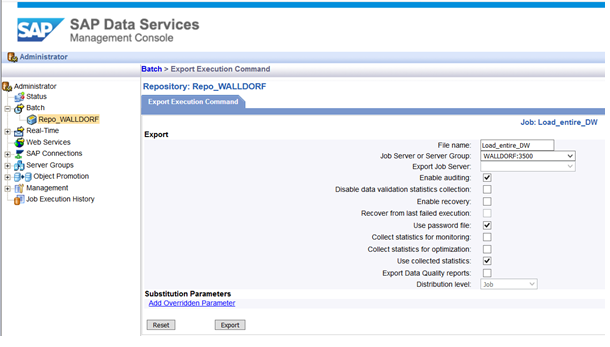 SAP
SAP Data Services
Management Console
Administrator
Administrator
Status
Batch
Repo_WALLDORF
Real-Time
Web Services
SAP Connections
Server Groups
Object Promotion
Management
Job Execution History
Batch > Export Execution Command
Repository: Repo_WALLDORF
Export Execution Command
Job: Load_entire_DW
Export
File name: Load_entire_DW
Job Server or Server Group: WALLDORF:3500
Export Job Server:
Enable auditing:
Disable data validation statistics collection:
Enable recovery:
Recover from last failed execution:
Use password file:
Collect statistics for monitoring:
Collect statistics for optimization:
Use collected statistics:
Export Data Quality reports:
Distribution level: Job
Substitution Parameters
Add Overridden Parameter
Reset Export